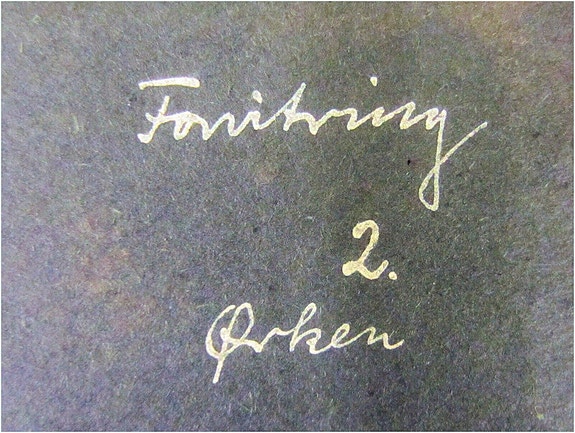 Forvitring
2.
Ørken